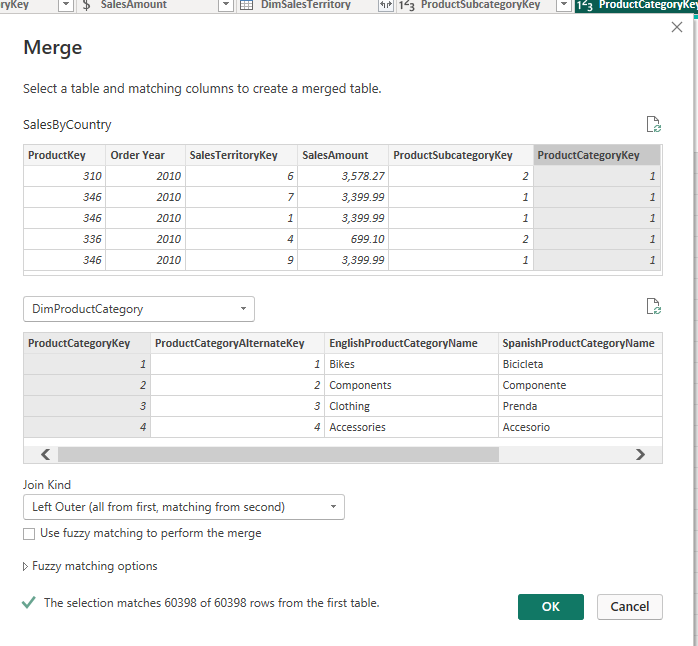 ryKey $ SalesAmount DimSalesTerritory 1²3 ProductSubcategoryKey 1²3 ProductCategoryKey
Merge
Select a table and matching columns to create a merged table.
SalesByCountry
ProductKey Order Year SalesTerritoryKey SalesAmount ProductSubcategoryKey ProductCategoryKey
310 2010 6 3,578.27 2 1
346 2010 7 3,399.99 1 1
346 2010 1 3,399.99 1 1
336 2010 4 699.10 2 1
346 2010 9 3,399.99 1 1
DimProductCategory
ProductCategoryKey ProductCategoryAlternateKey EnglishProductCategoryName SpanishProductCategoryName
1 1 Bikes Bicicleta
2 2 Components Componente
3 3 Clothing Prenda
4 4 Accessories Accesorio
Join Kind
Left Outer (all from first, matching from second)
Use fuzzy matching to perform the merge
Fuzzy matching options
The selection matches 60398 of 60398 rows from the first table.
OK Cancel